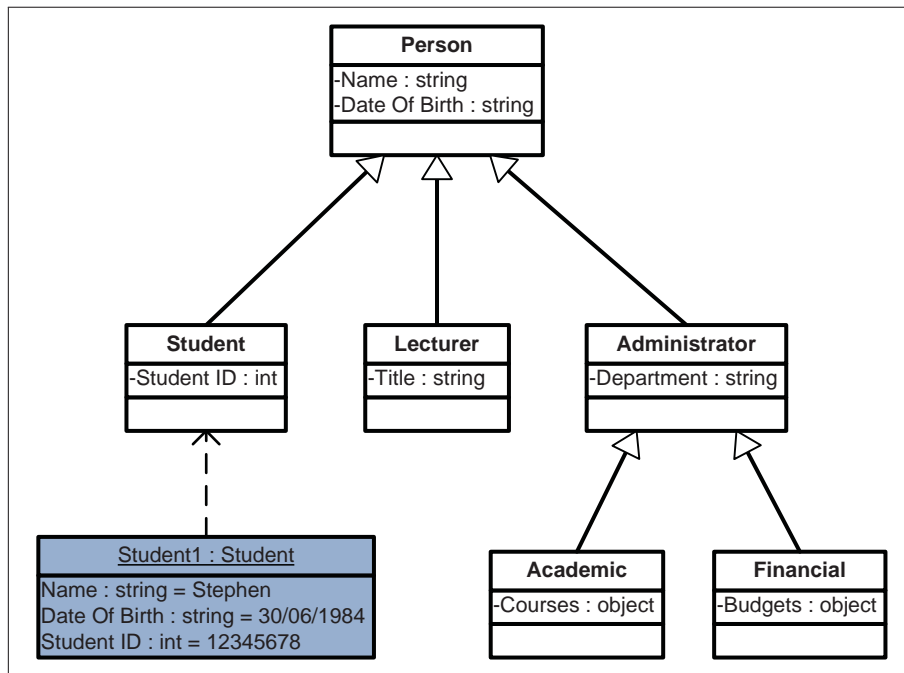 Person
-Name : string
-Date Of Birth : string
Student
-Student ID : int
Lecturer
-Title : string
Administrator
-Department : string
Student1 : Student
Name : string = Stephen
Date Of Birth : string = 30/06/1984
Student ID : int = 12345678
Academic
-Courses : object
Financial
-Budgets : object